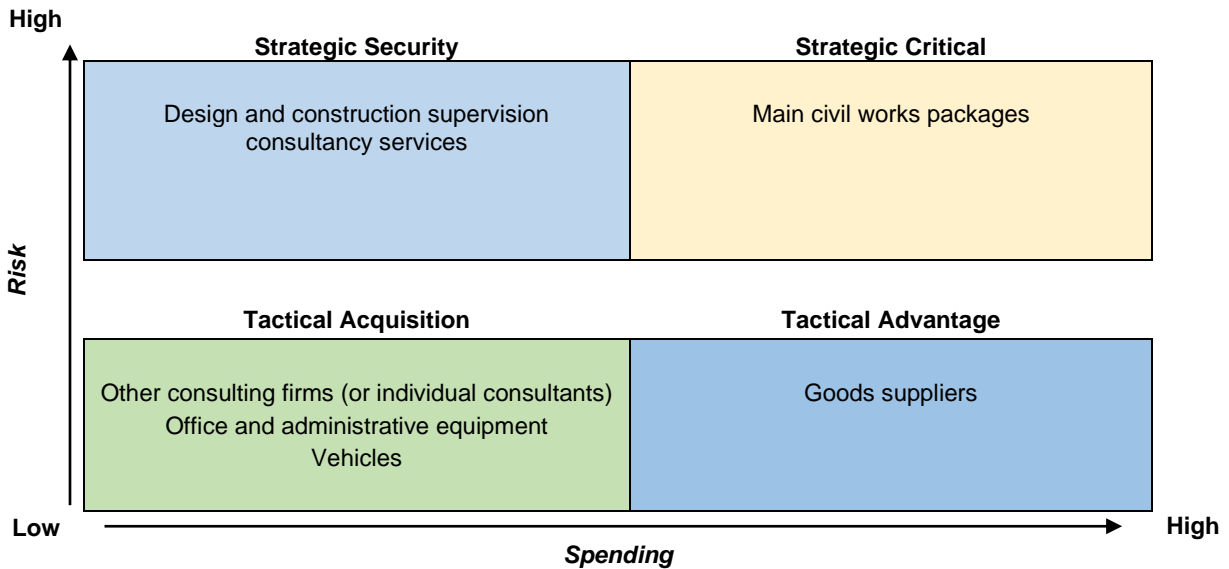 High
Strategic Security
Strategic Critical
Design and construction supervision
consultancy services
Main civil works packages
Risk
Tactical Acquisition
Tactical Advantage
Other consulting firms (or individual consultants)
Office and administrative equipment
Vehicles
Goods suppliers
Low
High
Spending